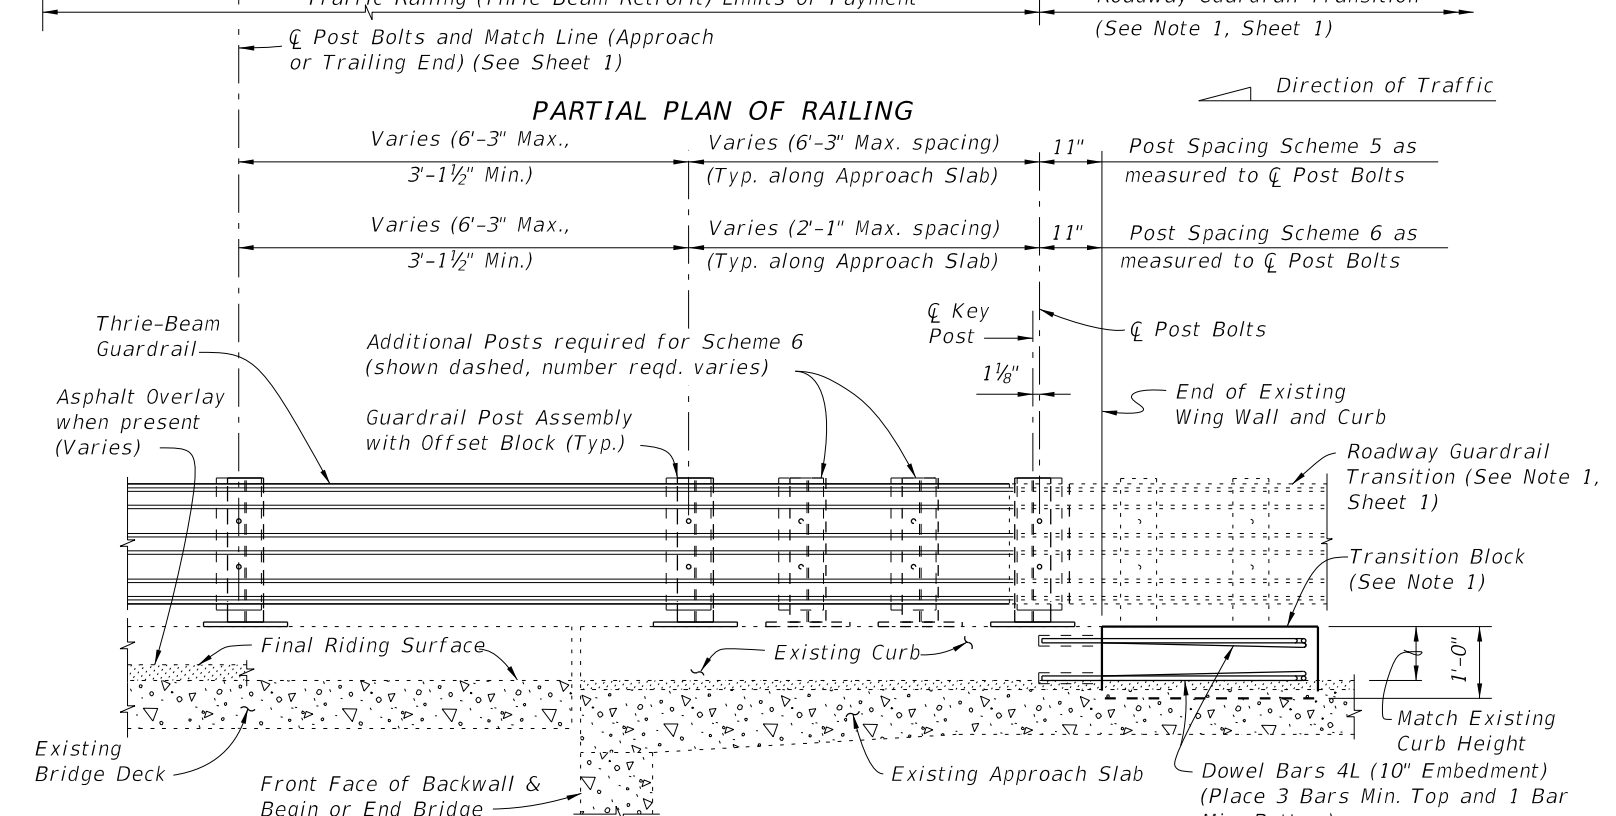 Traffic Railing (Thrie-Beam Retrofit) Limits of Payment
Roadway Guardrail Transition
(See Note 1, Sheet 1)
℄ Post Bolts and Match Line (Approach
or Trailing End) (See Sheet 1)
Direction of Traffic
PARTIAL PLAN OF RAILING
Varies (6'-3" Max.,
3'-1½" Min.)
Varies (6'-3" Max. spacing)
(Typ. along Approach Slab)
11"
Post Spacing Scheme 5 as
measured to ℄ Post Bolts
Varies (6'-3" Max.,
3'-1½" Min.)
Varies (2'-1" Max. spacing)
(Typ. along Approach Slab)
11"
Post Spacing Scheme 6 as
measured to ℄ Post Bolts
℄ Key
Post
℄ Post Bolts
Thrie-Beam
Guardrail
Additional Posts required for Scheme 6
(shown dashed, number reqd. varies)
1⅛"
Asphalt Overlay
when present
(Varies)
Guardrail Post Assembly
with Offset Block (Typ.)
End of Existing
Wing Wall and Curb
Roadway Guardrail
Transition (See Note 1,
Sheet 1)
Transition Block
(See Note 1)
Final Riding Surface
Existing Curb
1'-0"
Match Existing
Curb Height
Existing
Bridge Deck
Front Face of Backwall &
Begin or End Bridge
Existing Approach Slab
Dowel Bars 4L (10" Embedment)
(Place 3 Bars Min. Top and 1 Bar